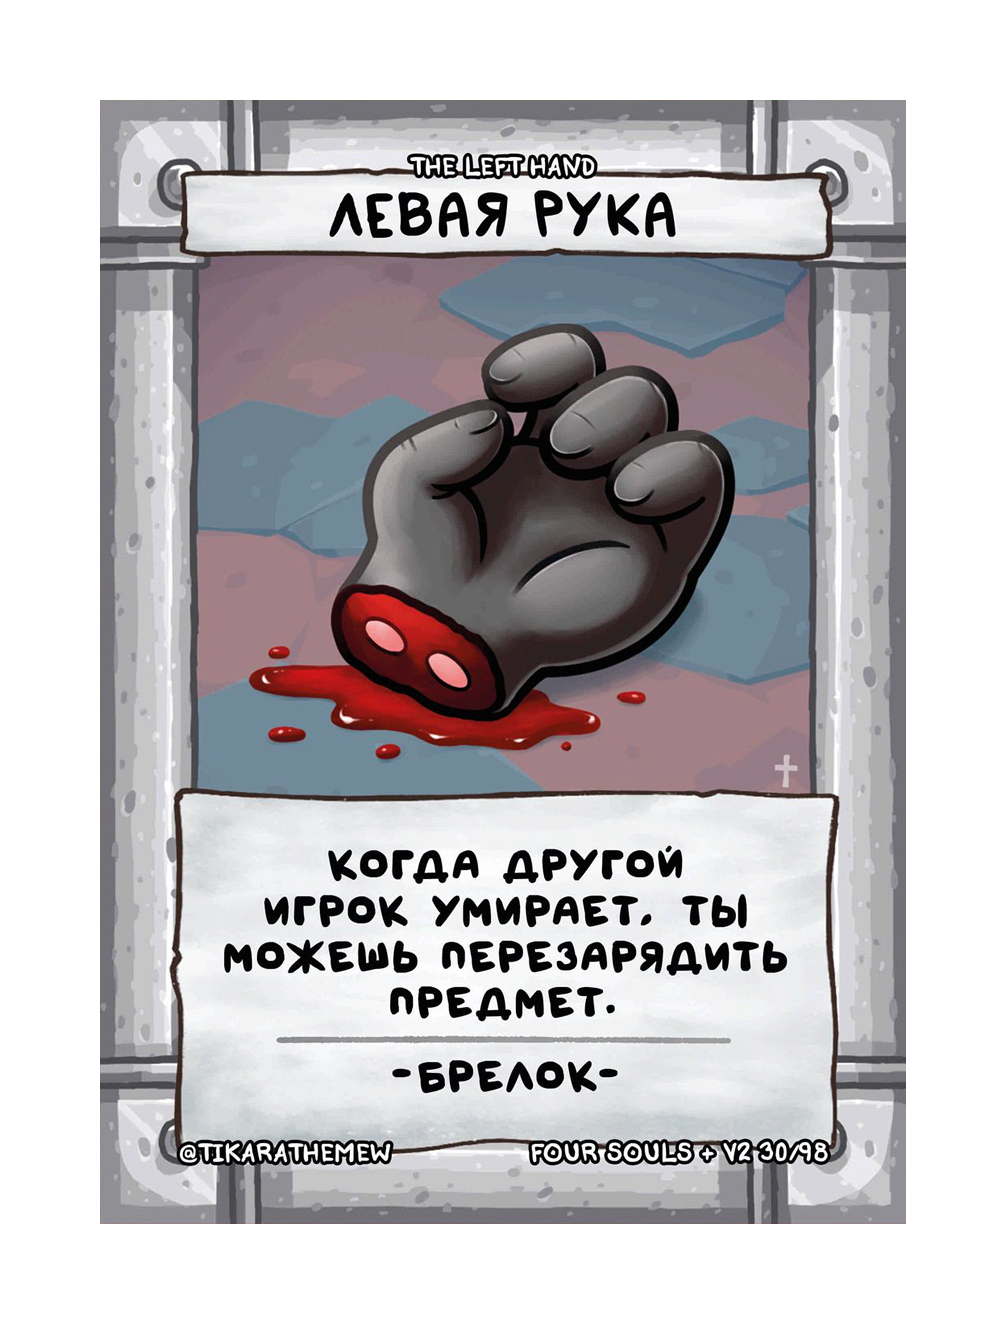 THE LEFT HAND
ЛЕВАЯ РУКА
КОГДА ДРУГОЙ
ИГРОК УМИРАЕТ, ТЫ
МОЖЕШЬ ПЕРЕЗАРЯДИТЬ
ПРЕДМЕТ.
-БРЕЛОК-
@TIKARATHEMEW
FOUR SOULS + V2 30/98